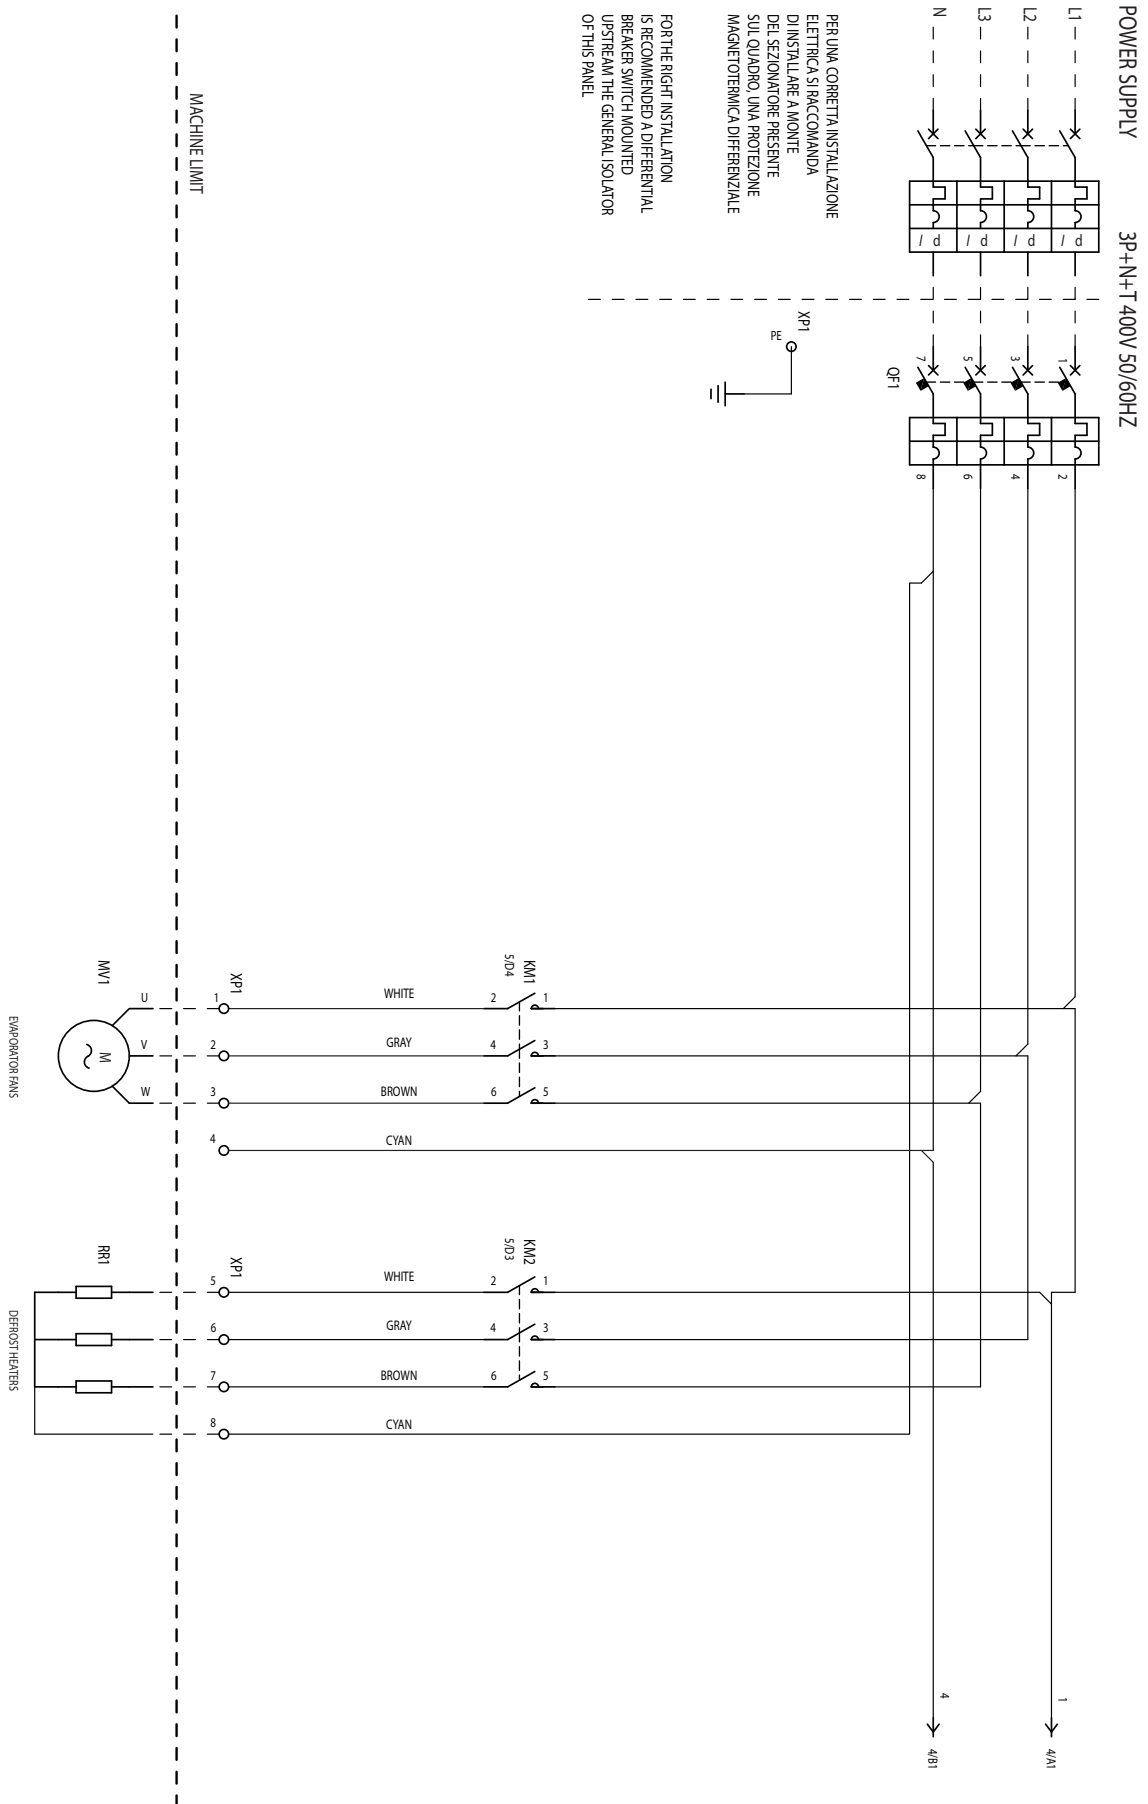 POWER SUPPLY
3P+N+T 400V 50/60HZ
L1
L2
L3
N
I d
I d
I d
I d
PER UNA CORRETTA INSTALLAZIONE
ELETTRICA SI RACCOMANDA
DI INSTALLARE A MONTE
DEL SEZIONATORE PRESENTE
SUL QUADRO, UNA PROTEZIONE
MAGNETOTERMICA DIFFERENZIALE
FOR THE RIGHT INSTALLATION
IS RECOMMENDED A DIFFERENTIAL
BREAKER SWITCH MOUNTED
UPSTREAM THE GENERAL ISOLATOR
OF THIS PANEL
MACHINE LIMIT
XP1
PE
QF1
1
3
5
7
2
4
6
8
KM1
5/D4
1
2
3
4
5
6
WHITE
GRAY
BROWN
CYAN
XP1
1
2
3
4
U
V
W
M
MV1
EVAPORATOR FANS
KM2
5/D3
1
2
3
4
5
6
WHITE
GRAY
BROWN
CYAN
XP1
5
6
7
8
RR1
DEFROST HEATERS
1
4/A1
4
4/B1